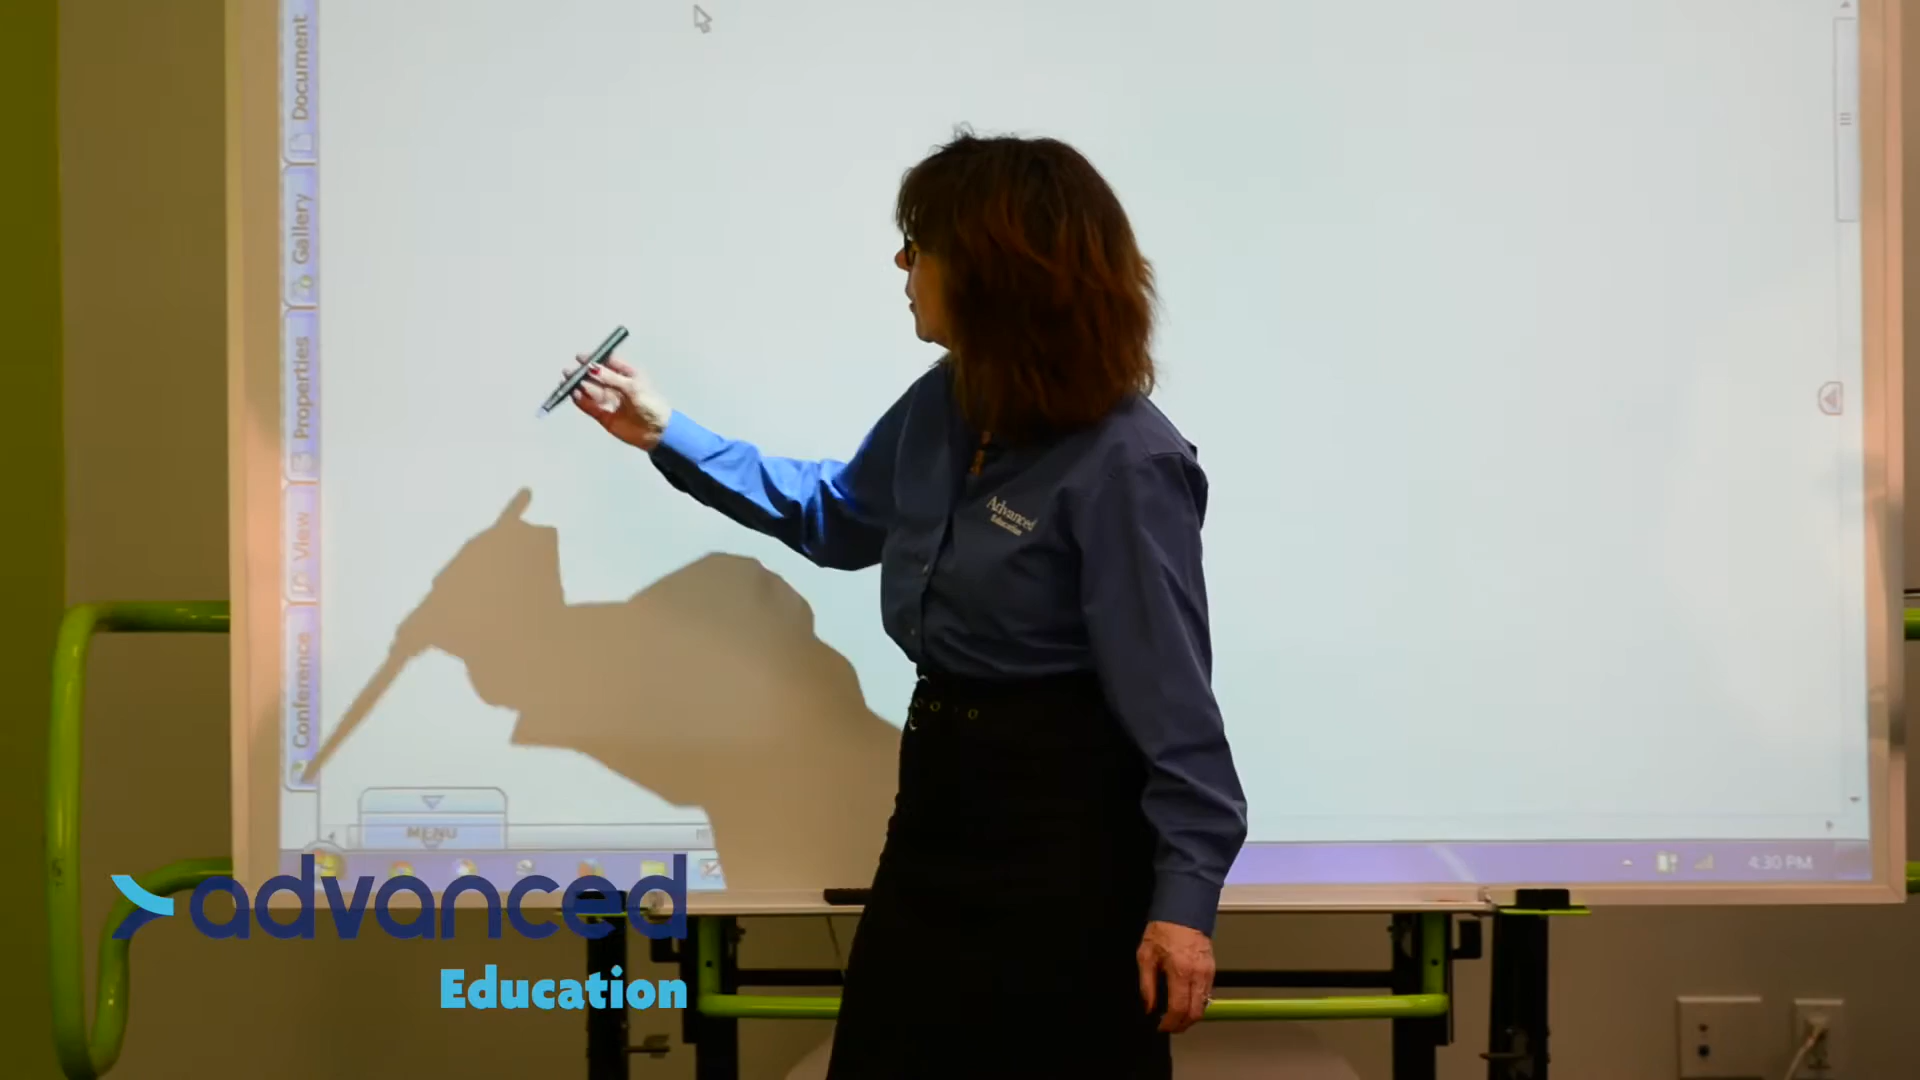 Document
Gallery
Properties
View
Conference
Advanced
Education
MENU
4:30 PM
advanced
Education